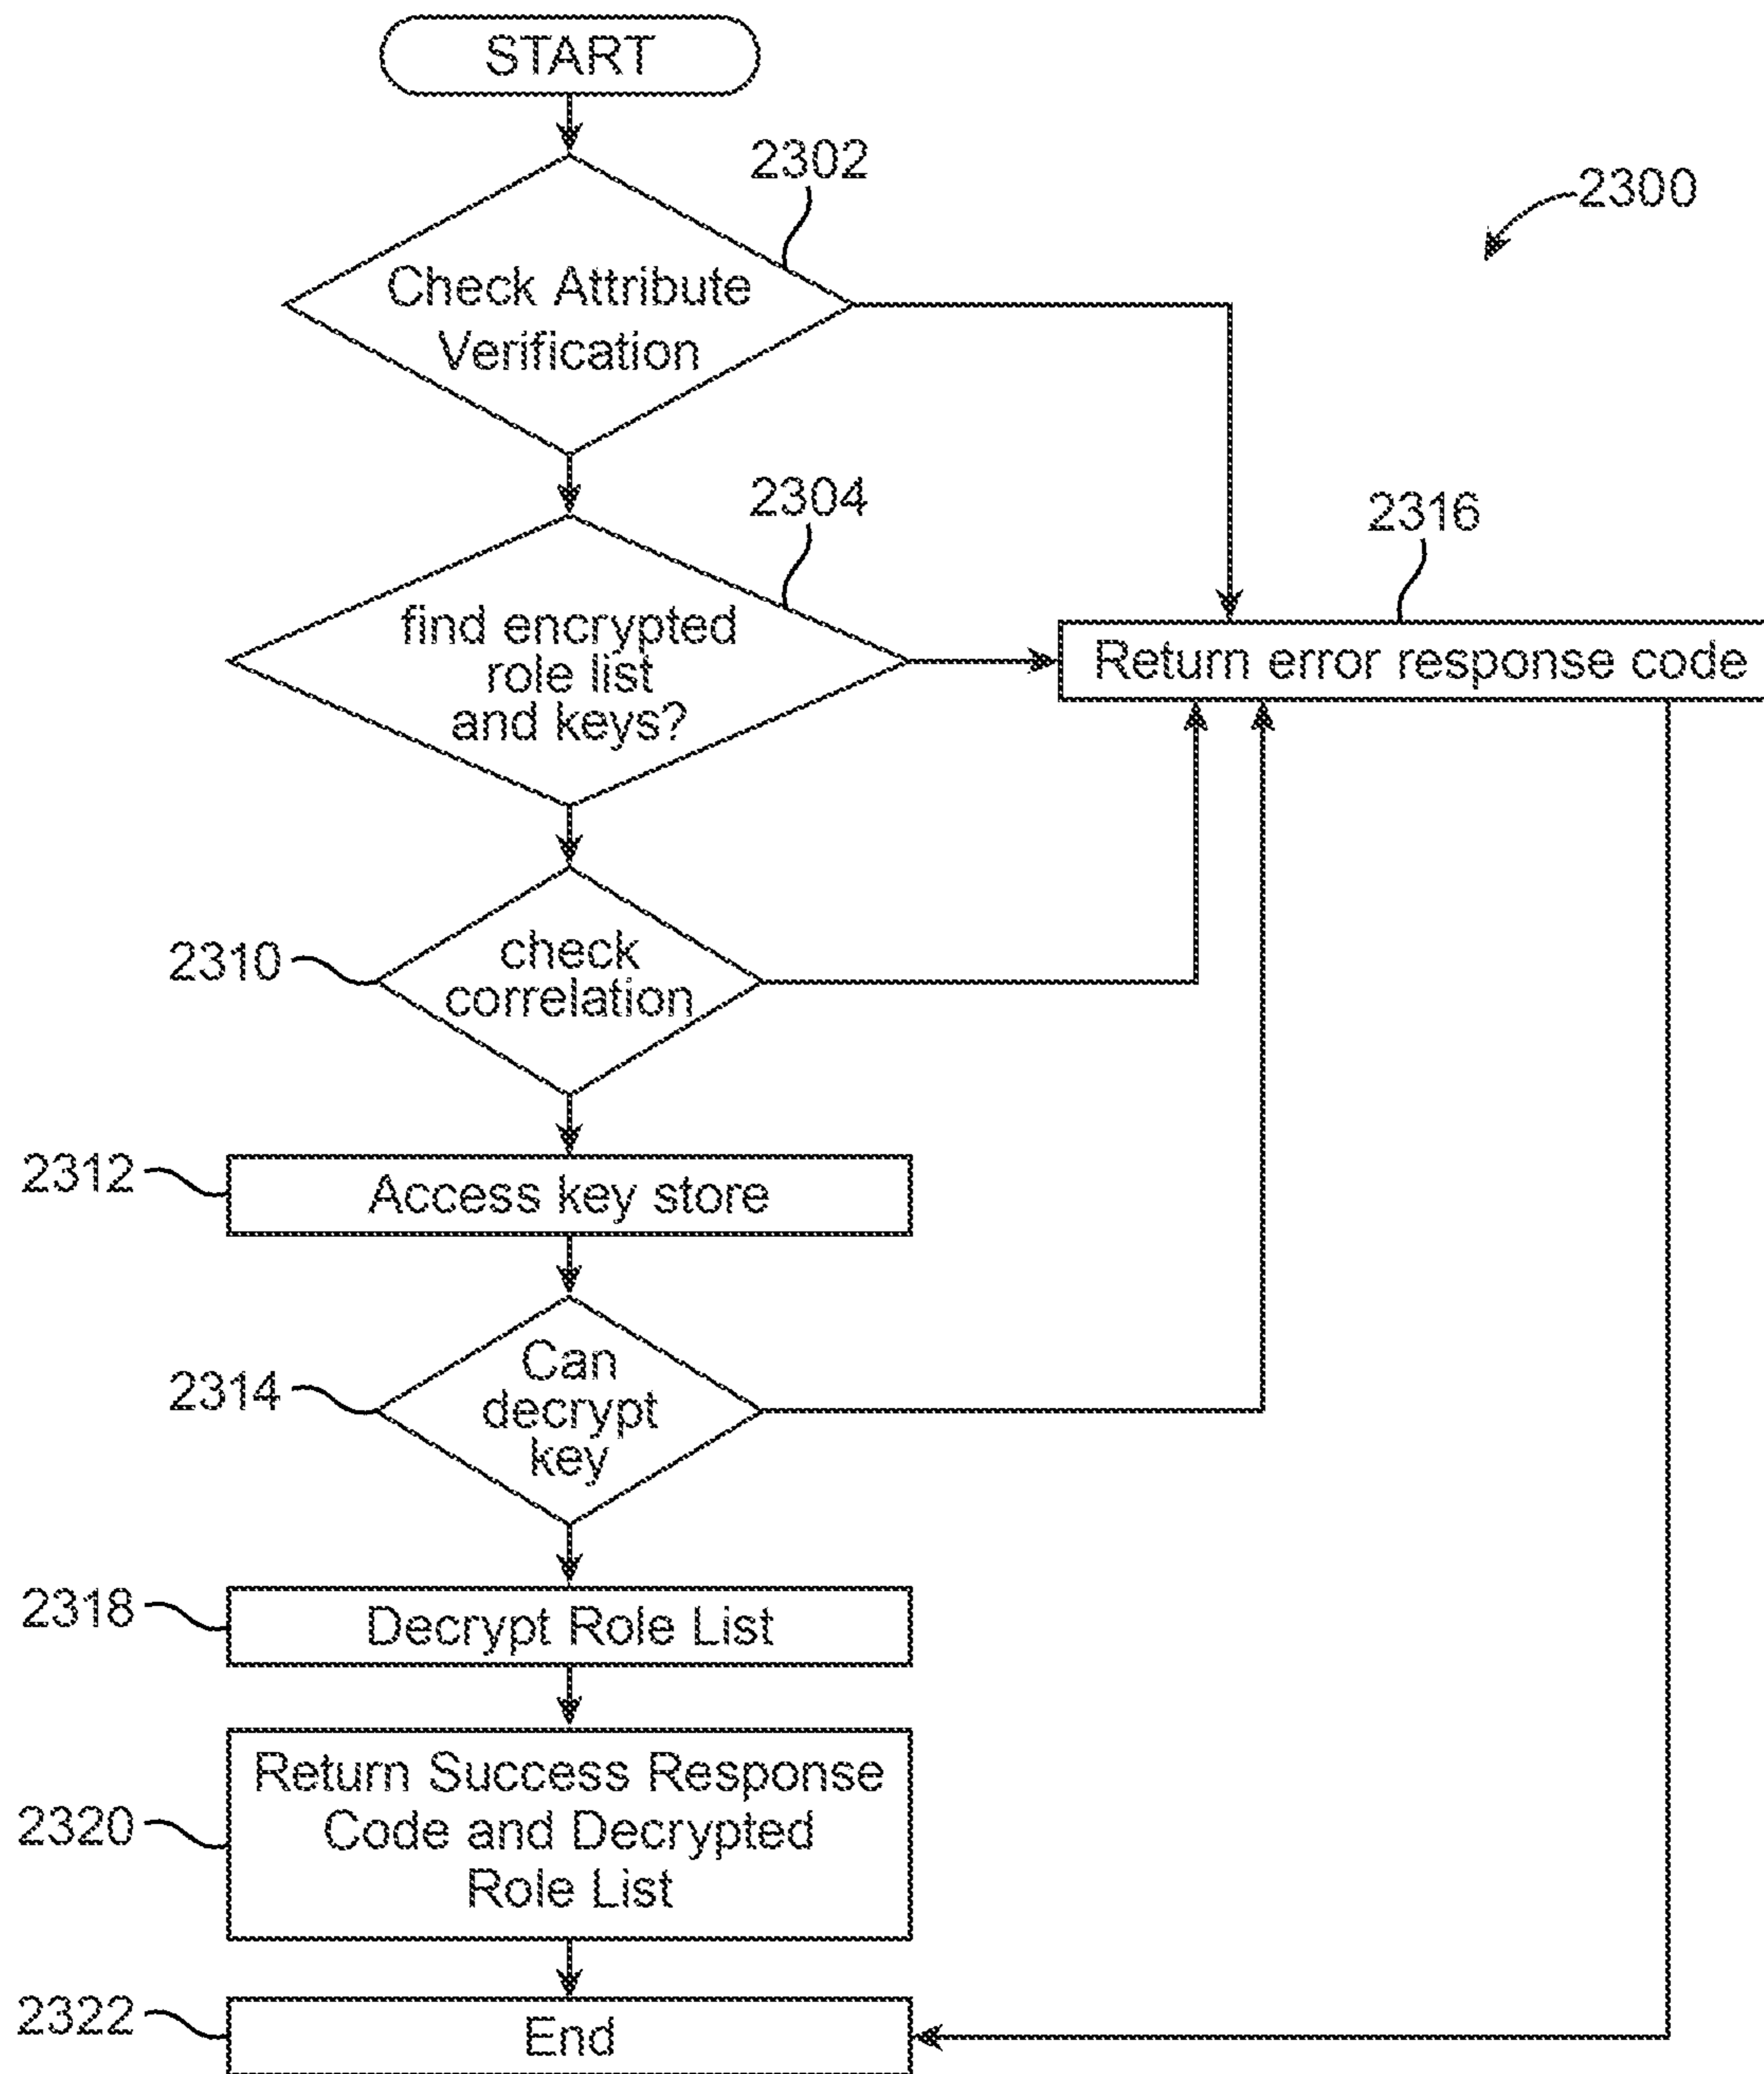 START
2302
2300
Check Attribute
Verification
2304
2316
find encrypted
role list
and keys?
Return error response code
2310
check
correlation
2312
Access key store
2314
Can
decrypt
key
2318
Decrypt Role List
2320
Return Success Response
Code and Decrypted
Role List
2322
End